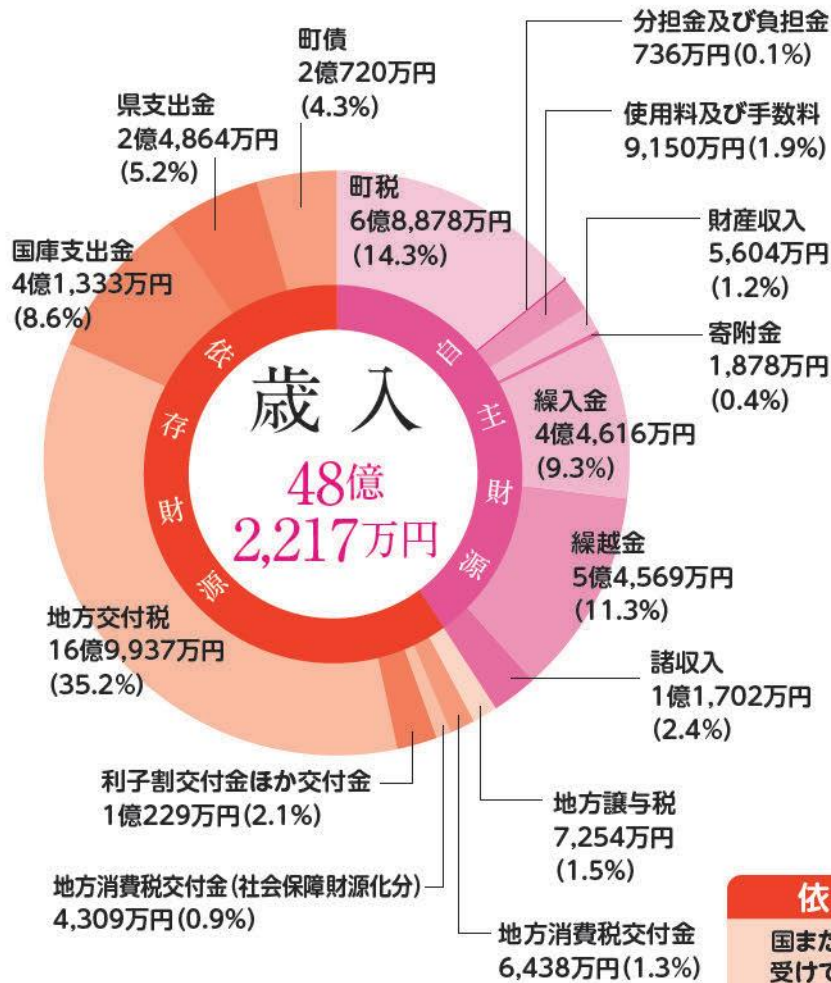 歳入
48億
2,217万円
自主財源
依存財源
町税
6億8,878万円
(14.3%)
分担金及び負担金
736万円(0.1%)
使用料及び手数料
9,150万円(1.9%)
財産収入
5,604万円
(1.2%)
寄附金
1,878万円
(0.4%)
繰入金
4億4,616万円
(9.3%)
繰越金
5億4,569万円
(11.3%)
諸収入
1億1,702万円
(2.4%)
地方譲与税
7,254万円
(1.5%)
地方消費税交付金
6,438万円(1.3%)
地方消費税交付金(社会保障財源化分)
4,309万円(0.9%)
利子割交付金ほか交付金
1億229万円(2.1%)
地方交付税
16億9,937万円
(35.2%)
国庫支出金
4億1,333万円
(8.6%)
県支出金
2億4,864万円
(5.2%)
町債
2億720万円
(4.3%)
依
国また
受けて